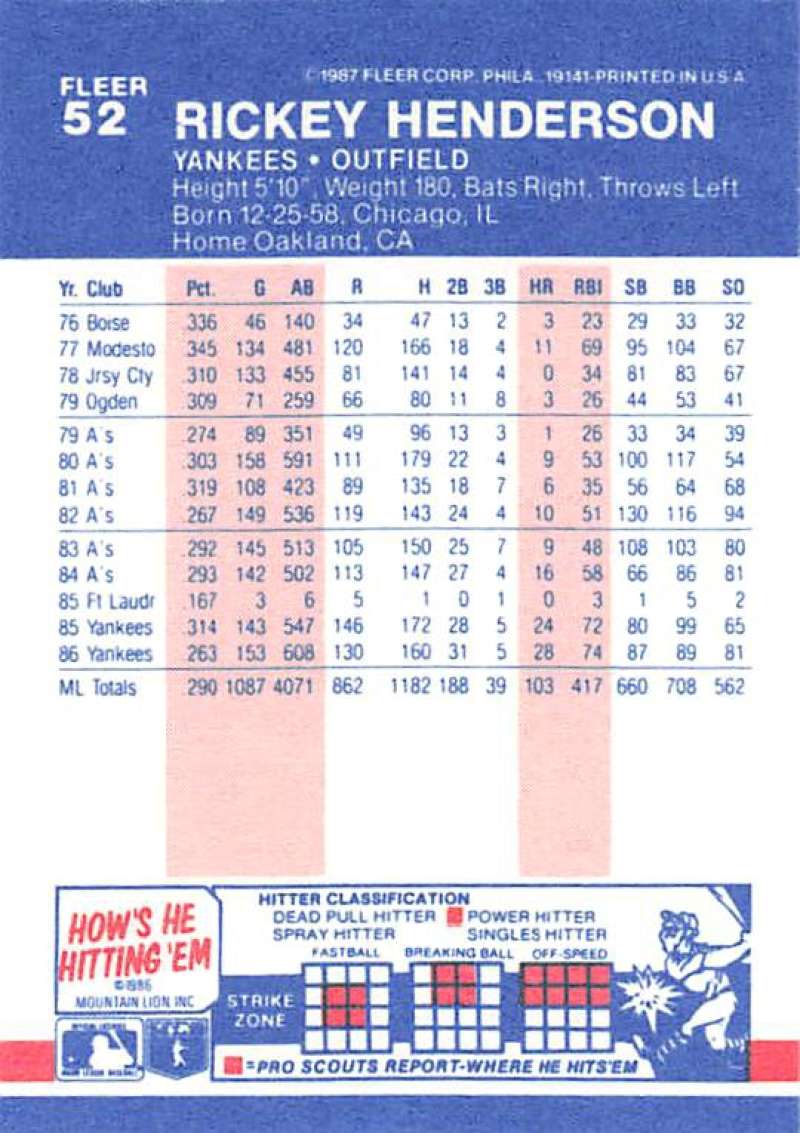 ©1987 FLEER CORP. PHILA. 19141-PRINTED IN U S A
FLEER
52
RICKEY HENDERSON
YANKEES • OUTFIELD
Height 5'10", Weight 180, Bats Right, Throws Left
Born 12-25-58, Chicago, IL
Home Oakland, CA
Yr. Club Pct. G AB R H 2B 3B HR RBI SB BB SO
76 Boise .336 46 140 34 47 13 2 3 23 29 33 32
77 Modesto .345 134 481 120 166 18 4 11 69 95 104 67
78 Jrsy Cty .310 133 455 81 141 14 4 0 34 81 83 67
79 Ogden .309 71 259 66 80 11 8 3 26 44 53 41
79 A's .274 89 351 49 96 13 3 1 26 33 34 39
80 A's .303 158 591 111 179 22 4 9 53 100 117 54
81 A's .319 108 423 89 135 18 7 6 35 56 64 68
82 A's .267 149 536 119 143 24 4 10 51 130 116 94
83 A's .292 145 513 105 150 25 7 9 48 108 103 80
84 A's .293 142 502 113 147 27 4 16 58 66 86 81
85 Ft Laudr .167 3 6 5 1 0 1 0 3 1 5 2
85 Yankees .314 143 547 146 172 28 5 24 72 80 99 65
86 Yankees .263 153 608 130 160 31 5 28 74 87 89 81
ML Totals .290 1087 4071 862 1182 188 39 103 417 660 708 562
HOW'S HE
HITTING 'EM
©1986
MOUNTAIN LION INC
HITTER CLASSIFICATION
DEAD PULL HITTER POWER HITTER
SPRAY HITTER SINGLES HITTER
FASTBALL BREAKING BALL OFF-SPEED
STRIKE
ZONE
=PRO SCOUTS REPORT-WHERE HE HITS'EM